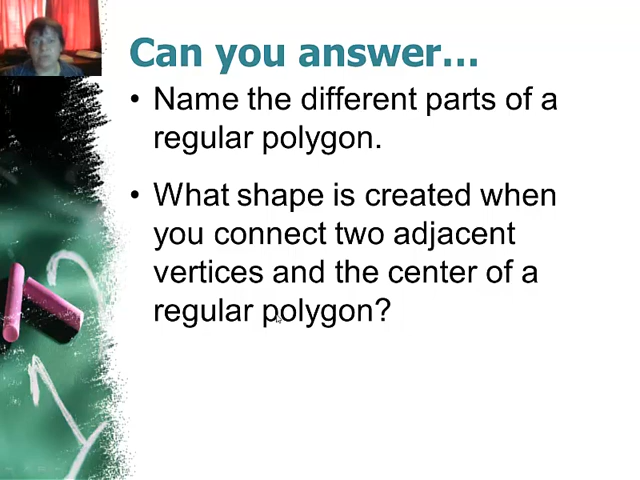 Can you answer…
• Name the different parts of a
regular polygon.
• What shape is created when
you connect two adjacent
vertices and the center of a
regular polygon?